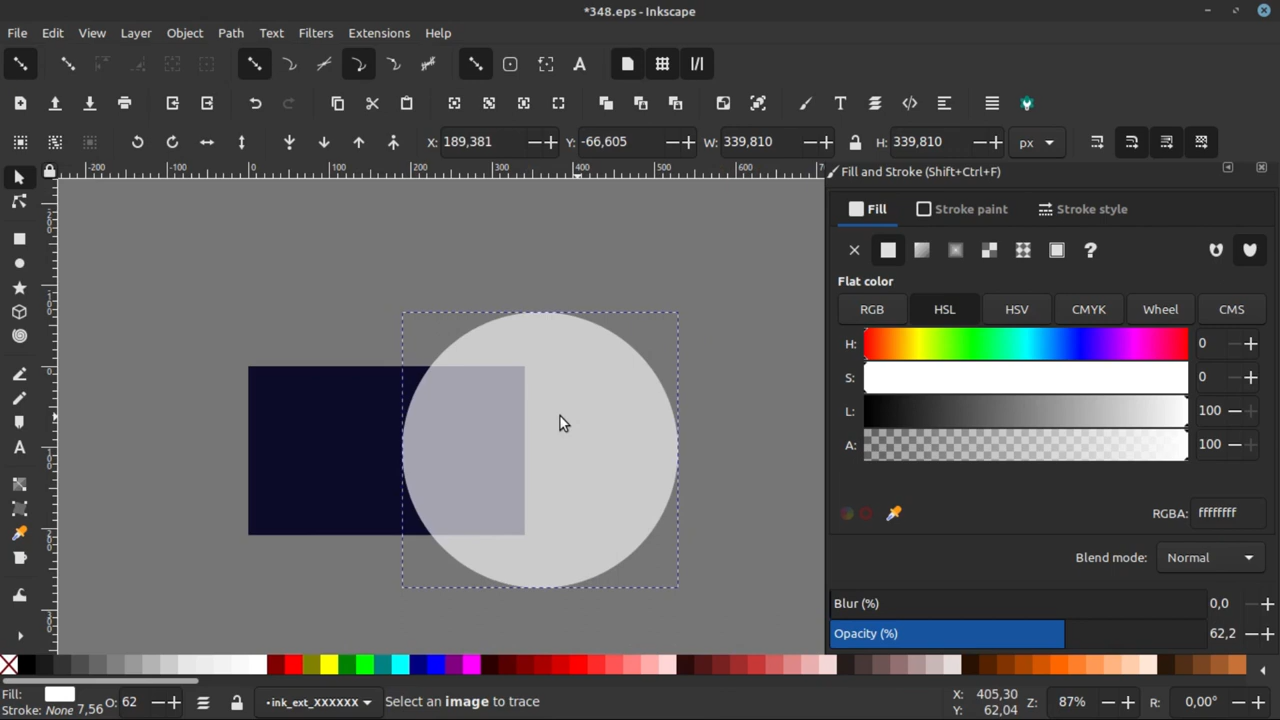 *348.eps - Inkscape
File Edit View Layer Object Path Text Filters Extensions Help
X: 189,381 Y: -66,605 W: 339,810 H: 339,810 px
-200 -100 0 100 200 300 400 500 600
Fill and Stroke (Shift+Ctrl+F)
Fill Stroke paint Stroke style
Flat color
RGB HSL HSV CMYK Wheel CMS
H: 0
S: 0
L: 100
A: 100
RGBA: ffffffff
Blend mode: Normal
Blur (%) 0,0
Opacity (%) 62,2
Fill:
Stroke: None 7,56
O: 62
•ink_ext_XXXXXX
Select an image to trace
X: 405,30
Y: 62,04
Z: 87%
R: 0,00°